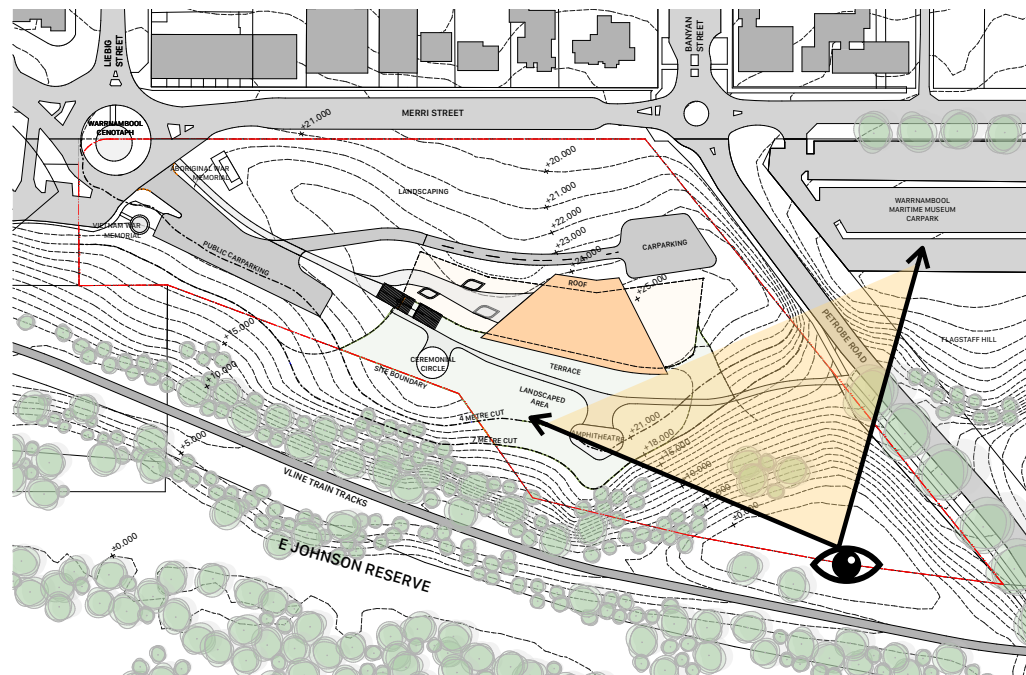 LIEBIG
STREET
BANYAN
STREET
MERRI STREET
WARRNAMBOOL
CENOTAPH
+21.000
+20.000
ABORIGINAL WAR
MEMORIAL
LANDSCAPING
+21.000
WARRNAMBOOL
MARITIME MUSEUM
CARPARK
+22.000
VIETNAM WAR
MEMORIAL
+23.000
PUBLIC CARPARKING
CARPARKING
+24.000
ROOF
+25.000
+15.000
PETROBE ROAD
FLAGSTAFF HILL
CEREMONIAL
CIRCLE
TERRACE
+10.000
SITE BOUNDARY
LANDSCAPED
AREA
4 METRE CUT
+21.000
AMPHITHEATRE
7 METRE CUT
+5.000
+18.000
VLINE TRAIN TRACKS
±0.000
±0.000
E JOHNSON RESERVE